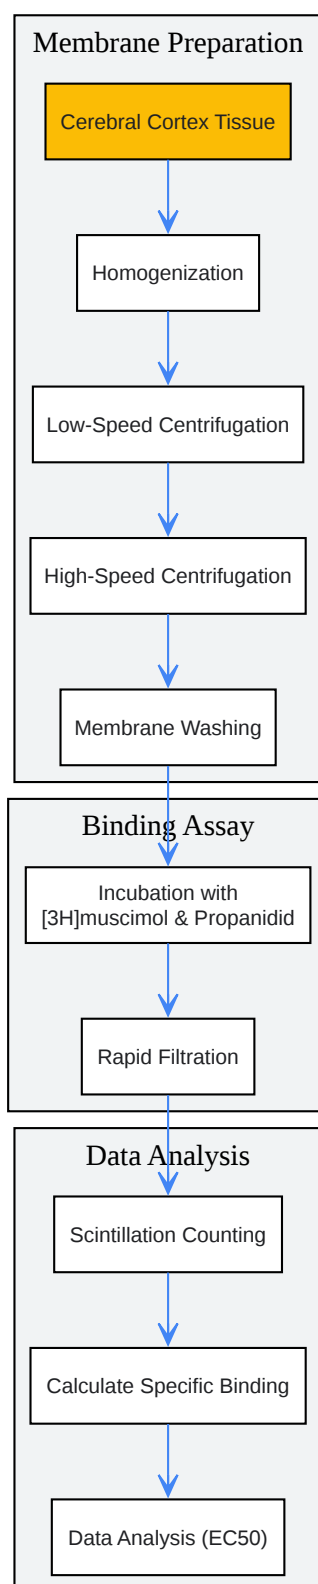 Membrane Preparation
Cerebral Cortex Tissue
Homogenization
Low-Speed Centrifugation
High-Speed Centrifugation
Membrane Washing
Binding Assay
Incubation with
[3H]muscimol & Propanidid
Rapid Filtration
Data Analysis
Scintillation Counting
Calculate Specific Binding
Data Analysis (EC50)